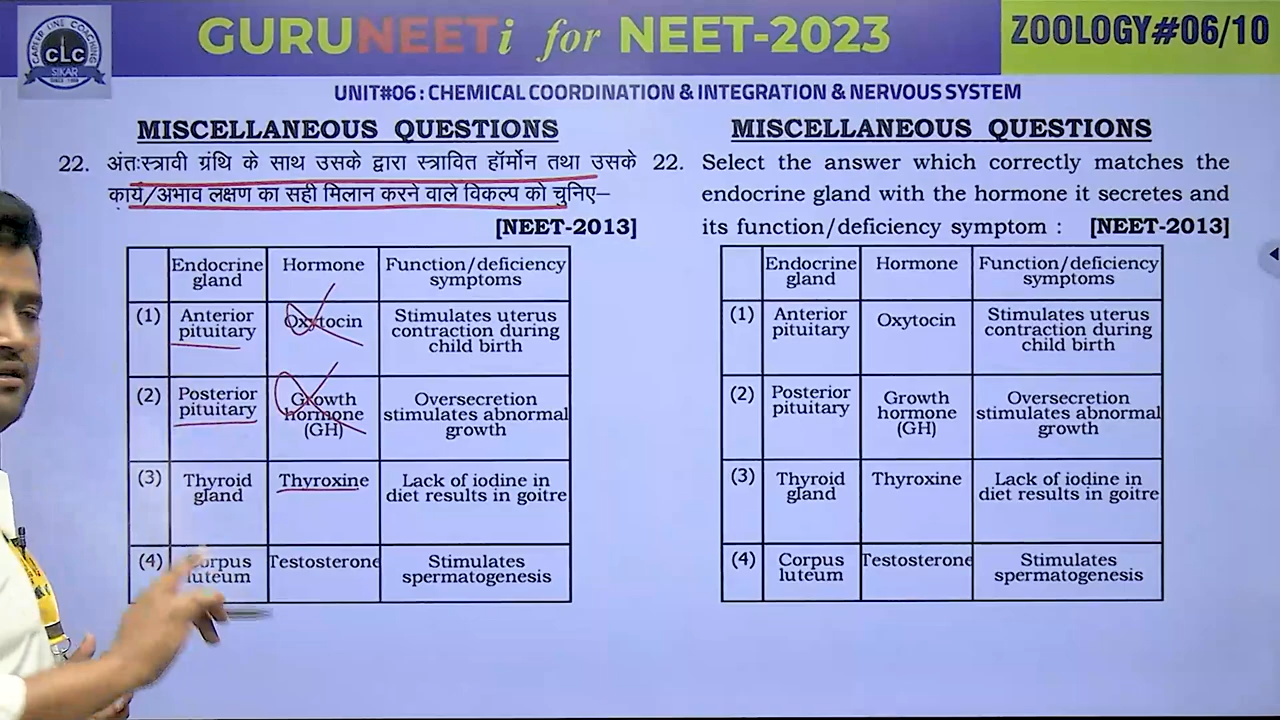 CAREER LINE COACHING
CLC
SIKAR
GURUNEETi for NEET-2023
ZOOLOGY#06/10
UNIT#06 : CHEMICAL COORDINATION & INTEGRATION & NERVOUS SYSTEM
MISCELLANEOUS QUESTIONS
22. अंतःस्त्रावी ग्रंथि के साथ उसके द्वारा स्त्रावित हॉर्मोन तथा उसके
कार्य/अभाव लक्षण का सही मिलान करने वाले विकल्प को चुनिए–
[NEET-2013]
Endocrine gland Hormone Function/deficiency symptoms
(1) Anterior pituitary Oxytocin Stimulates uterus contraction during child birth
(2) Posterior pituitary Growth hormone (GH) Oversecretion stimulates abnormal growth
(3) Thyroid gland Thyroxine Lack of iodine in diet results in goitre
(4) Corpus luteum Testosterone Stimulates spermatogenesis
MISCELLANEOUS QUESTIONS
22. Select the answer which correctly matches the
endocrine gland with the hormone it secretes and
its function/deficiency symptom : [NEET-2013]
Endocrine gland Hormone Function/deficiency symptoms
(1) Anterior pituitary Oxytocin Stimulates uterus contraction during child birth
(2) Posterior pituitary Growth hormone (GH) Oversecretion stimulates abnormal growth
(3) Thyroid gland Thyroxine Lack of iodine in diet results in goitre
(4) Corpus luteum Testosterone Stimulates spermatogenesis